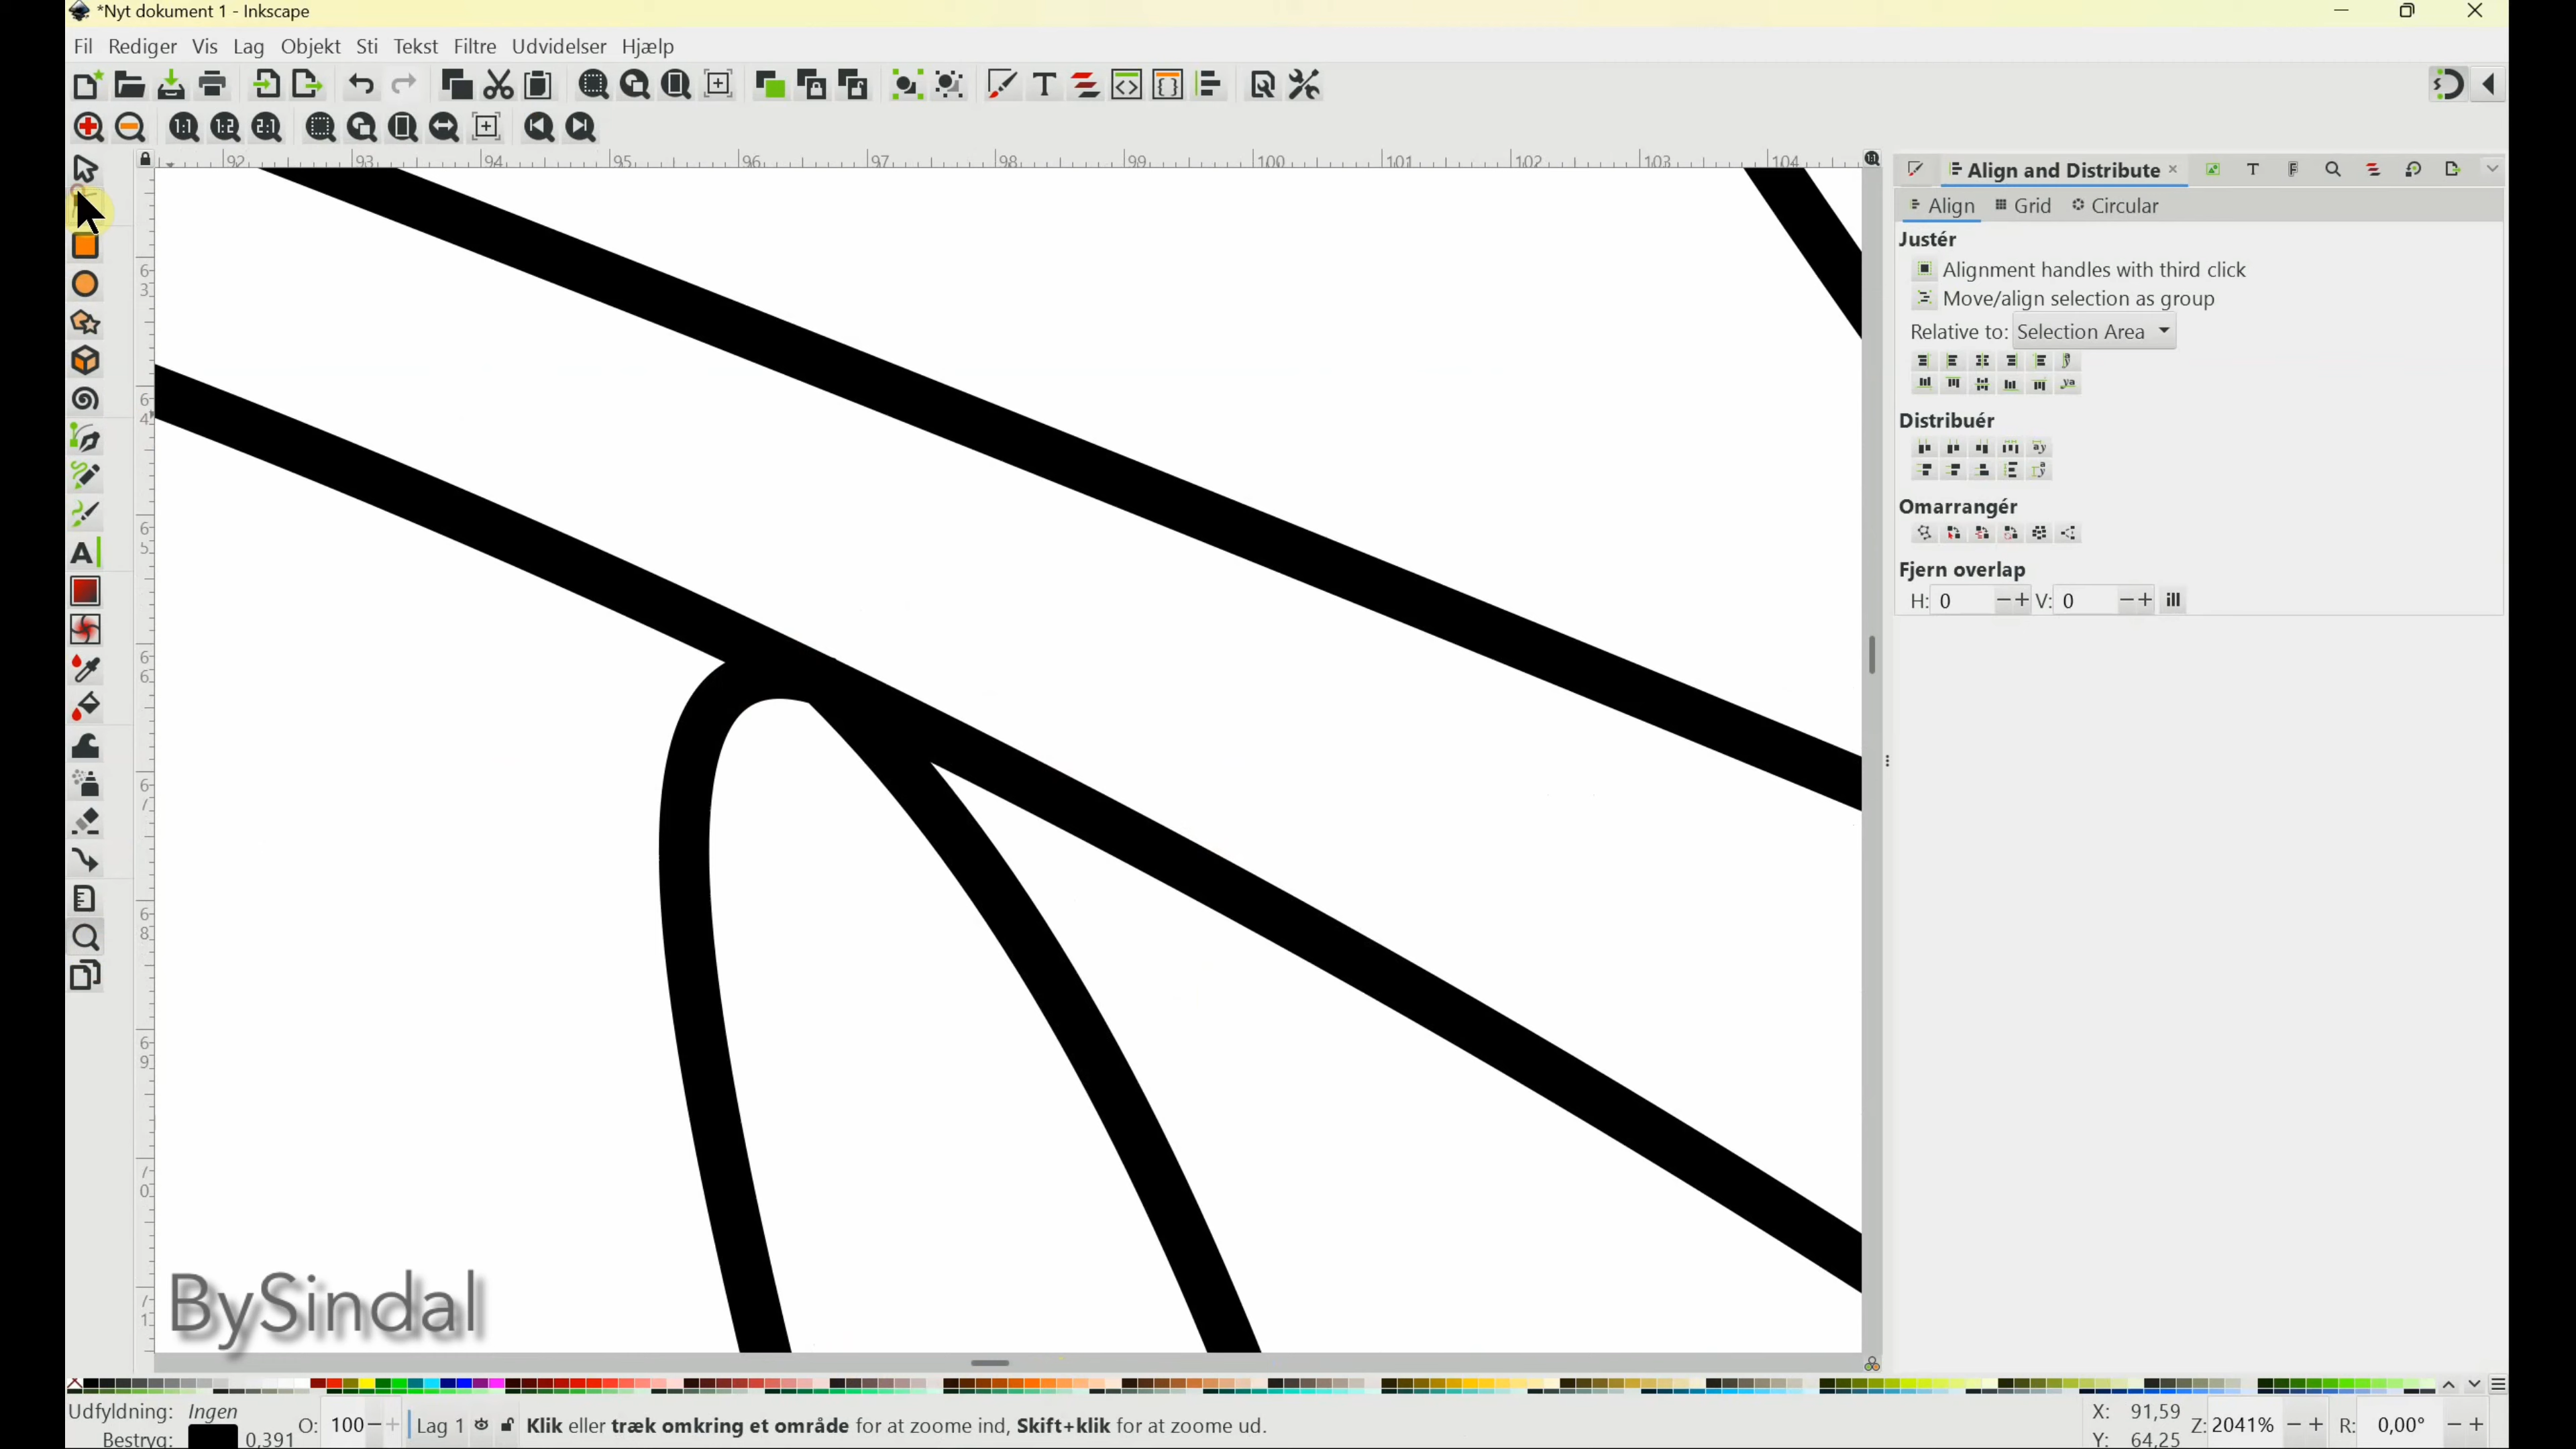 *Nyt dokument 1 - Inkscape
Fil Rediger Vis Lag Objekt Sti Tekst Filtre Udvidelser Hjælp
92 93 94 95 96 97 98 99 100 101 102 103 104
Align and Distribute
Align Grid Circular
Justér
Alignment handles with third click
Move/align selection as group
Relative to: Selection Area
Distribuér
Omarrangér
Fjern overlap
H: 0 V: 0
BySindal
Udfyldning: Ingen
Bestryg: 0,391
O: 100
Lag 1
Klik eller træk omkring et område for at zoome ind, Skift+klik for at zoome ud.
X: 91,59
Y: 64,25
Z: 2041%
R: 0,00°